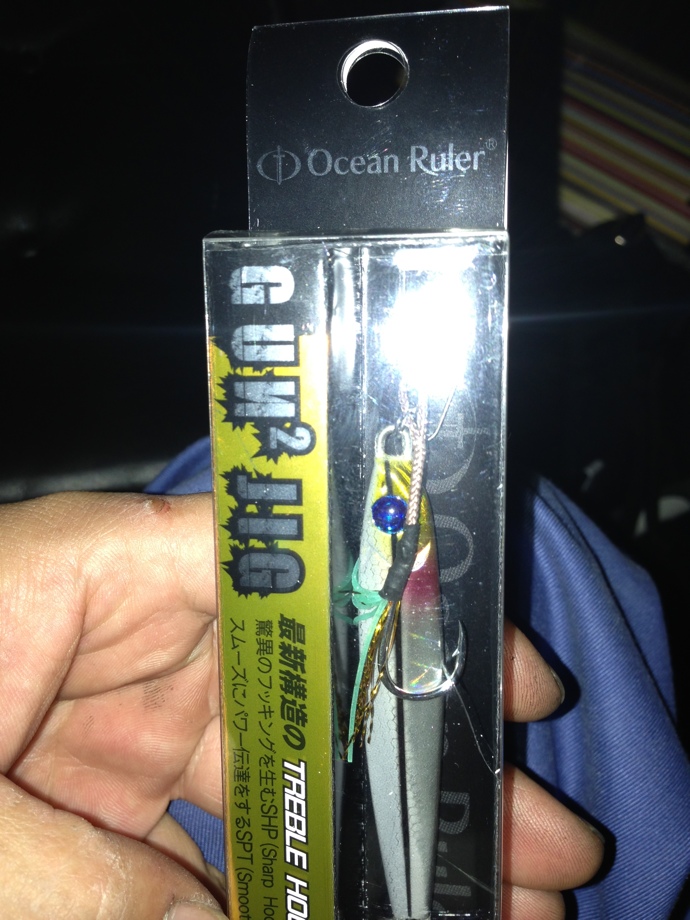 Ocean Ruler®
GUN² JIG
最新構造の TREBLE HO
驚異のフッキングを生むSHP (Sharp Hoo
スムーズにパワー伝達をするSPT (Smoot